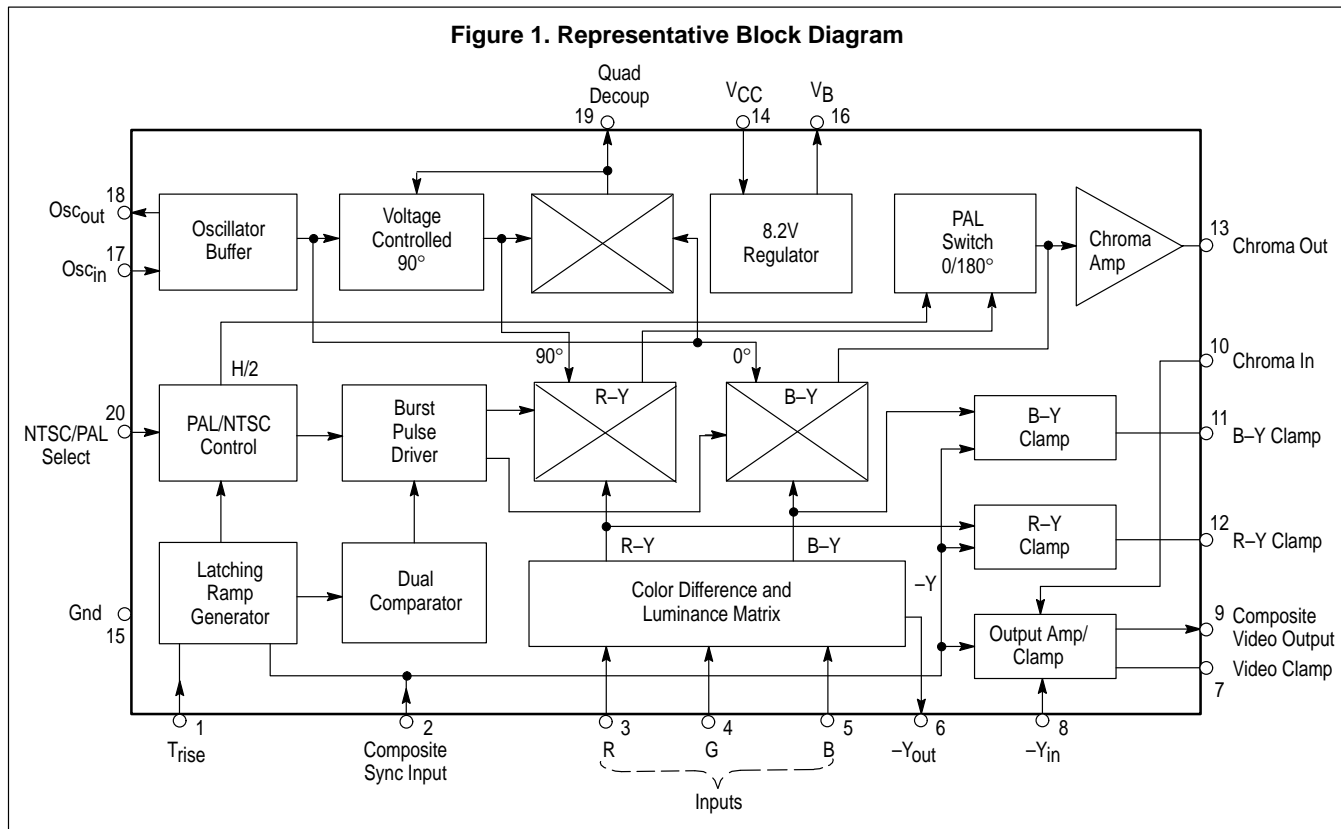 Figure 1. Representative Block Diagram
Quad
Decoup
19
VCC
14
VB
16
18
Oscout
17
Oscin
Oscillator
Buffer
Voltage
Controlled
90°
8.2V
Regulator
PAL
Switch
0/180°
Chroma
Amp
13
Chroma Out
10
Chroma In
H/2
90°
0°
20
NTSC/PAL
Select
PAL/NTSC
Control
Burst
Pulse
Driver
R–Y
B–Y
B–Y
Clamp
11
B–Y Clamp
R–Y
Clamp
12
R–Y Clamp
R–Y
B–Y
–Y
Gnd
15
Latching
Ramp
Generator
Dual
Comparator
Color Difference and
Luminance Matrix
Output Amp/
Clamp
9
Composite
Video Output
Video Clamp
7
1
Trise
2
Composite
Sync Input
3
R
4
G
5
B
6
–Yout
8
–Yin
Inputs